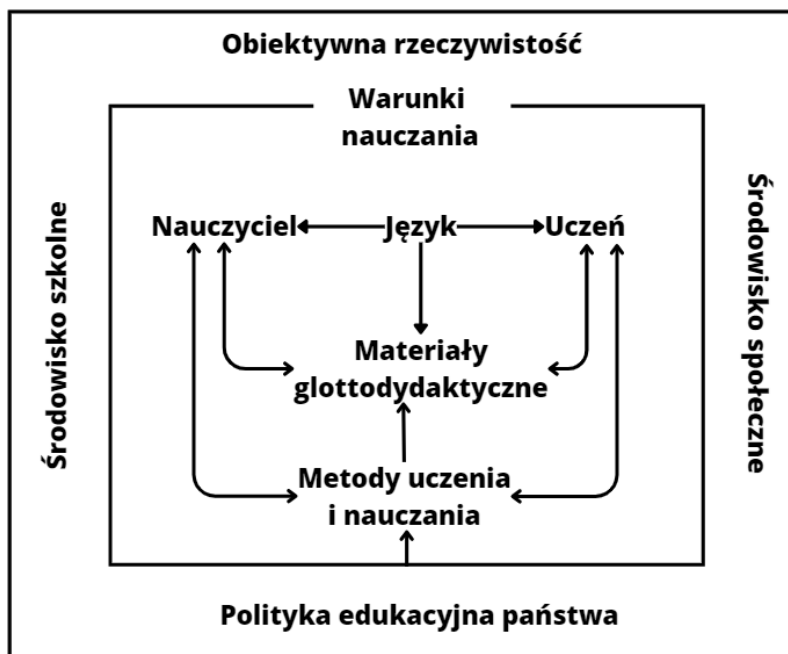 Obiektywna rzeczywistość
Warunki
nauczania
Środowisko szkolne
Środowisko społeczne
Nauczyciel
Język
Uczeń
Materiały
glottodydaktyczne
Metody uczenia
i nauczania
Polityka edukacyjna państwa